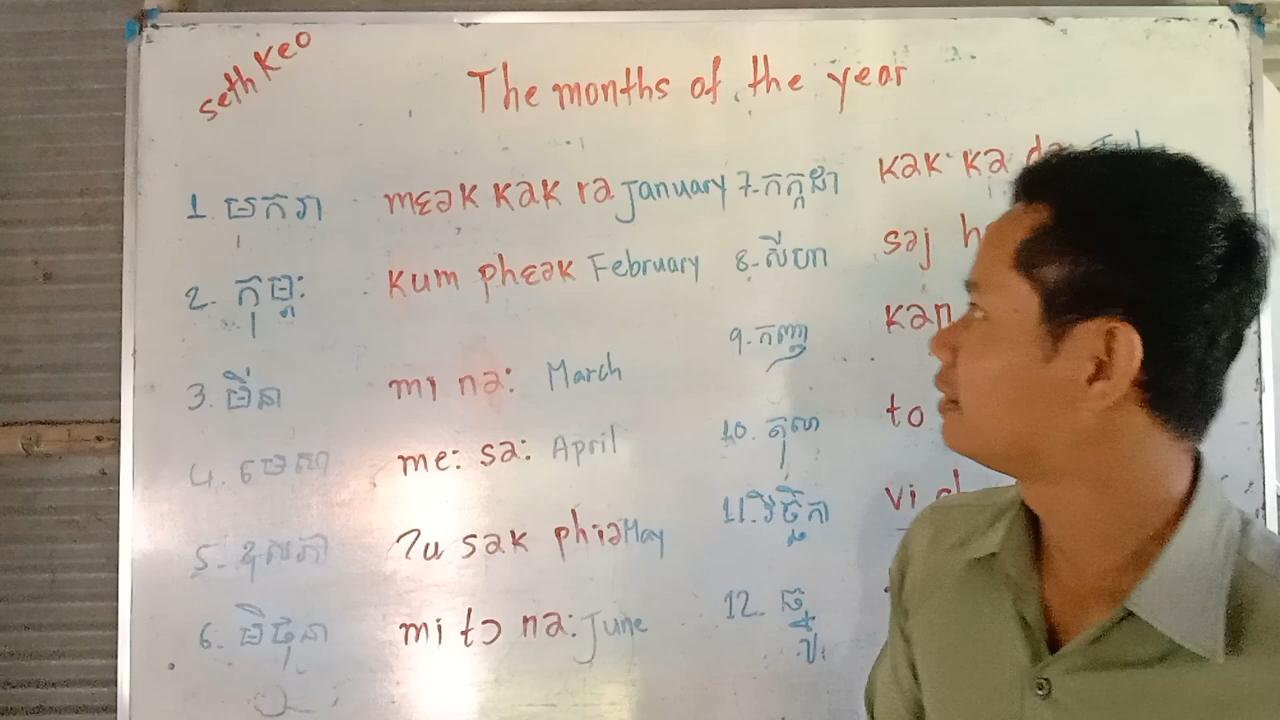 seth Keo
The months of the year
1. មករា mɛək kak ra January
2. កុម្ភៈ kum phɛək February
3. មីនា mı na: March
4. មេសា me: sa: April
5. ឧសភា ʔu sak phiə May
6. មិថុនា mi tɔ na: June
7. កក្កដា kak ka
8. សីហា səj
9. កញ្ញា kan
10. តុលា to
11. វិច្ឆិកា vi
12. ធ្នូ